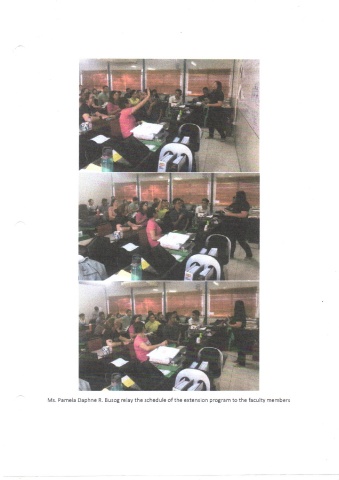 Ms. Pamela Daphne R. Busog relay the schedule of the extension program to the faculty members